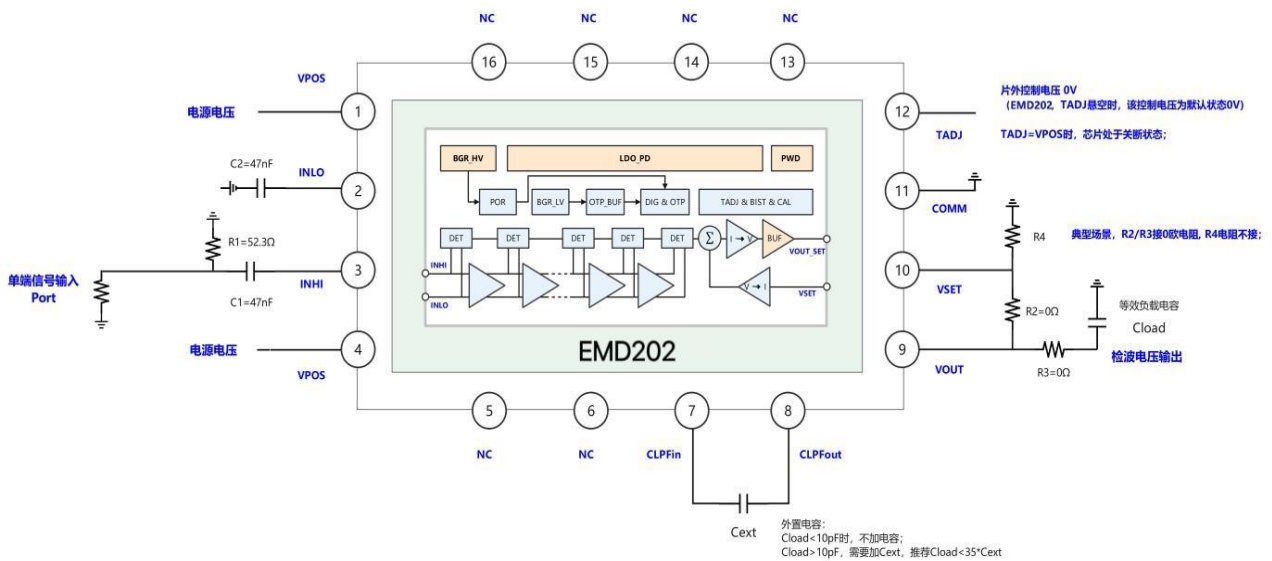 NC
NC
NC
NC
16
15
14
13
VPOS
电源电压
1
12
片外控制电压 0V
(EMD202, TADJ悬空时, 该控制电压为默认状态0V)
TADJ
TADJ=VPOS时, 芯片处于关断状态;
C2=47nF
INLO
2
11
COMM
BGR_HV
LDO_PD
PWD
POR
BGR_LV
OTP_BUF
DIG & OTP
TADJ & BIST & CAL
DET
DET
DET
DET
DET
Σ
I→V
BUF
VOUT_SET
INHI
INLO
V→I
VSET
EMD202
R1=52.3Ω
单端信号输入
Port
C1=47nF
INHI
3
10
VSET
R4
典型场景, R2/R3接0欧电阻, R4电阻不接;
R2=0Ω
等效负载电容
Cload
电源电压
4
VPOS
9
VOUT
检波电压输出
R3=0Ω
5
6
7
8
NC
NC
CLPFin
CLPFout
Cext
外置电容:
Cload<10pF时, 不加电容;
Cload>10pF, 需要加Cext, 推荐Cload<35*Cext